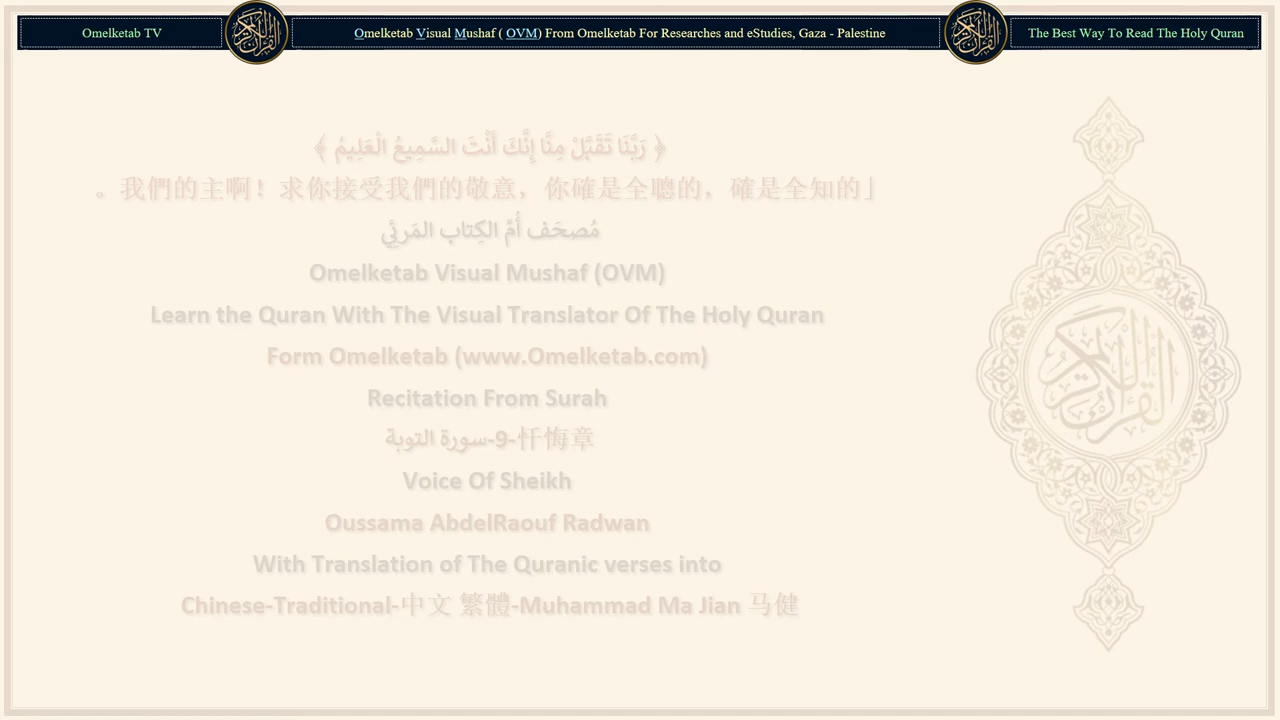 Omelketab TV
Omelketab Visual Mushaf ( OVM) From Omelketab For Researches and eStudies, Gaza - Palestine
The Best Way To Read The Holy Quran
﴿ رَبَّنَا تَقَبَّلْ مِنَّا إِنَّكَ أَنْتَ السَّمِيعُ الْعَلِيمُ ﴾
。我們的主啊！求你接受我們的敬意，你確是全聰的，確是全知的」
مُصحَف أُمِّ الكِتاب المَرئِي
Omelketab Visual Mushaf (OVM)
Learn the Quran With The Visual Translator Of The Holy Quran
Form Omelketab (www.Omelketab.com)
Recitation From Surah
سورة التوبة-9-忏悔章
Voice Of Sheikh
Oussama AbdelRaouf Radwan
With Translation of The Quranic verses into
Chinese-Traditional-中文 繁體-Muhammad Ma Jian 马健
القرآن الكريم